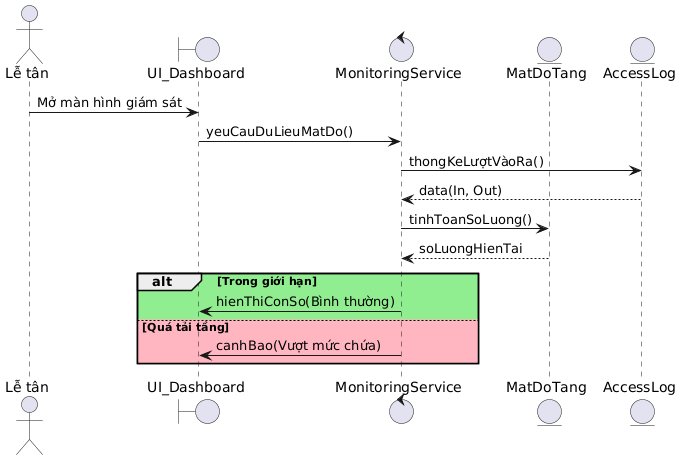 Lễ tân
UI_Dashboard
MonitoringService
MatDoTang
AccessLog
Mở màn hình giám sát
yeuCauDuLieuMatDo()
thongKeLượtVàoRa()
data(In, Out)
tinhToanSoLuong()
soLuongHienTai
alt [Trong giới hạn]
hienThiConSo(Bình thường)
[Quá tải tầng]
canhBao(Vượt mức chứa)
Lễ tân
UI_Dashboard
MonitoringService
MatDoTang
AccessLog